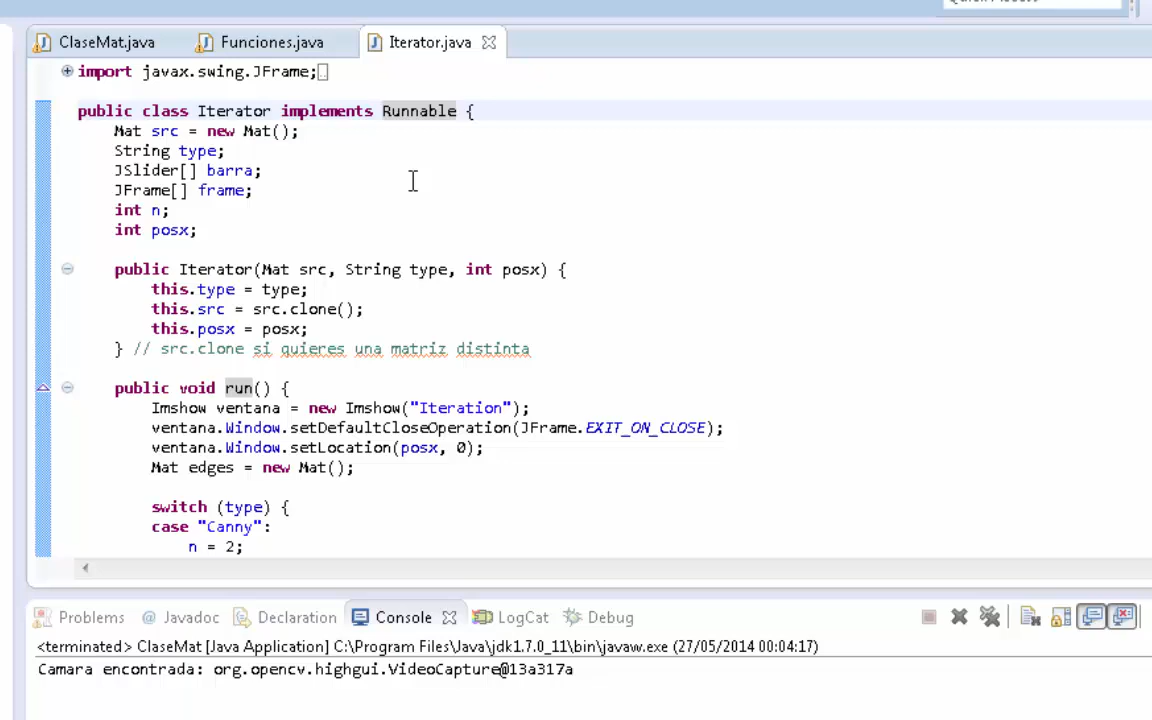 ClaseMat.java Funciones.java Iterator.java
import javax.swing.JFrame;
public class Iterator implements Runnable {
Mat src = new Mat();
String type;
JSlider[] barra;
JFrame[] frame;
int n;
int posx;
public Iterator(Mat src, String type, int posx) {
this.type = type;
this.src = src.clone();
this.posx = posx;
} // src.clone si quieres una matriz distinta
public void run() {
Imshow ventana = new Imshow("Iteration");
ventana.Window.setDefaultCloseOperation(JFrame.EXIT_ON_CLOSE);
ventana.Window.setLocation(posx, 0);
Mat edges = new Mat();
switch (type) {
case "Canny":
n = 2;
Problems @ Javadoc Declaration Console LogCat Debug
<terminated> ClaseMat [Java Application] C:\Program Files\Java\jdk1.7.0_11\bin\javaw.exe (27/05/2014 00:04:17)
Camara encontrada: org.opencv.highgui.VideoCapture@13a317a